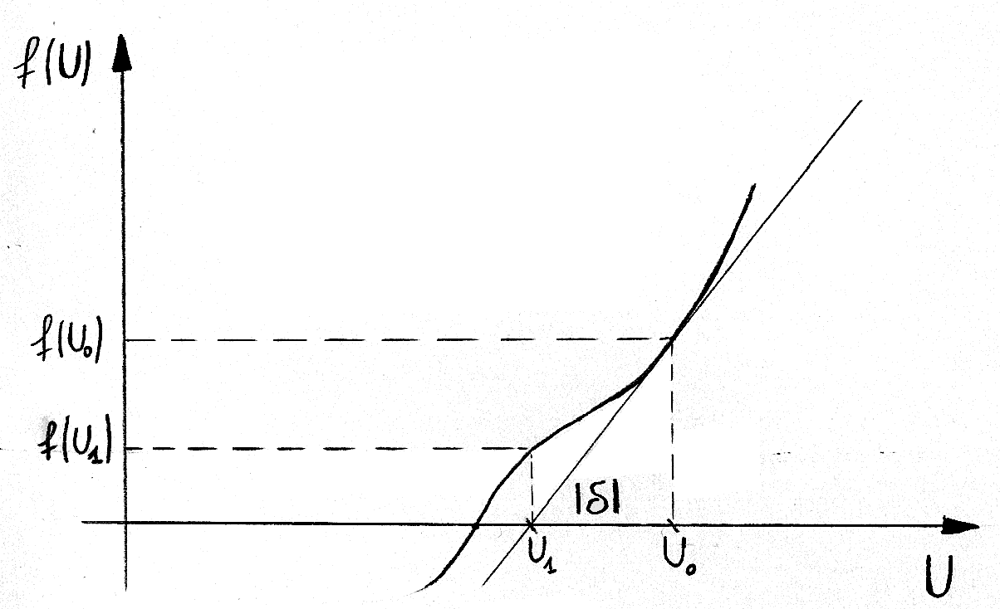 f(U)
f(U₀)
f(U₁)
|δ|
U₁
U₀
U